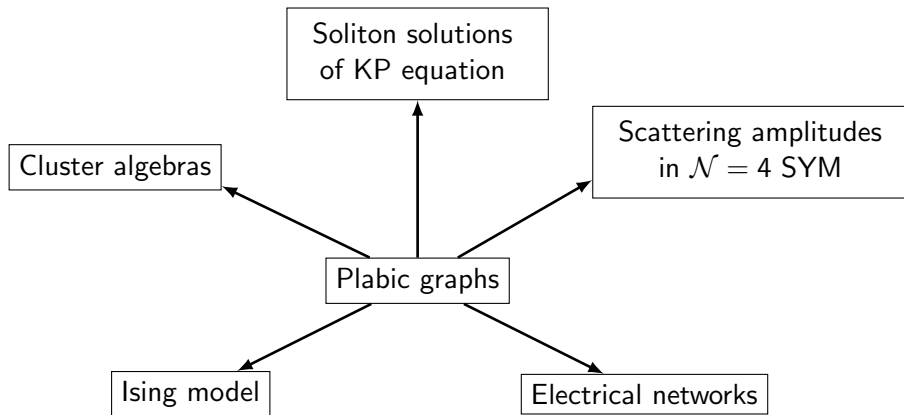 Soliton solutions
of KP equation
Scattering amplitudes
in 𝒩 = 4 SYM
Cluster algebras
Plabic graphs
Ising model
Electrical networks